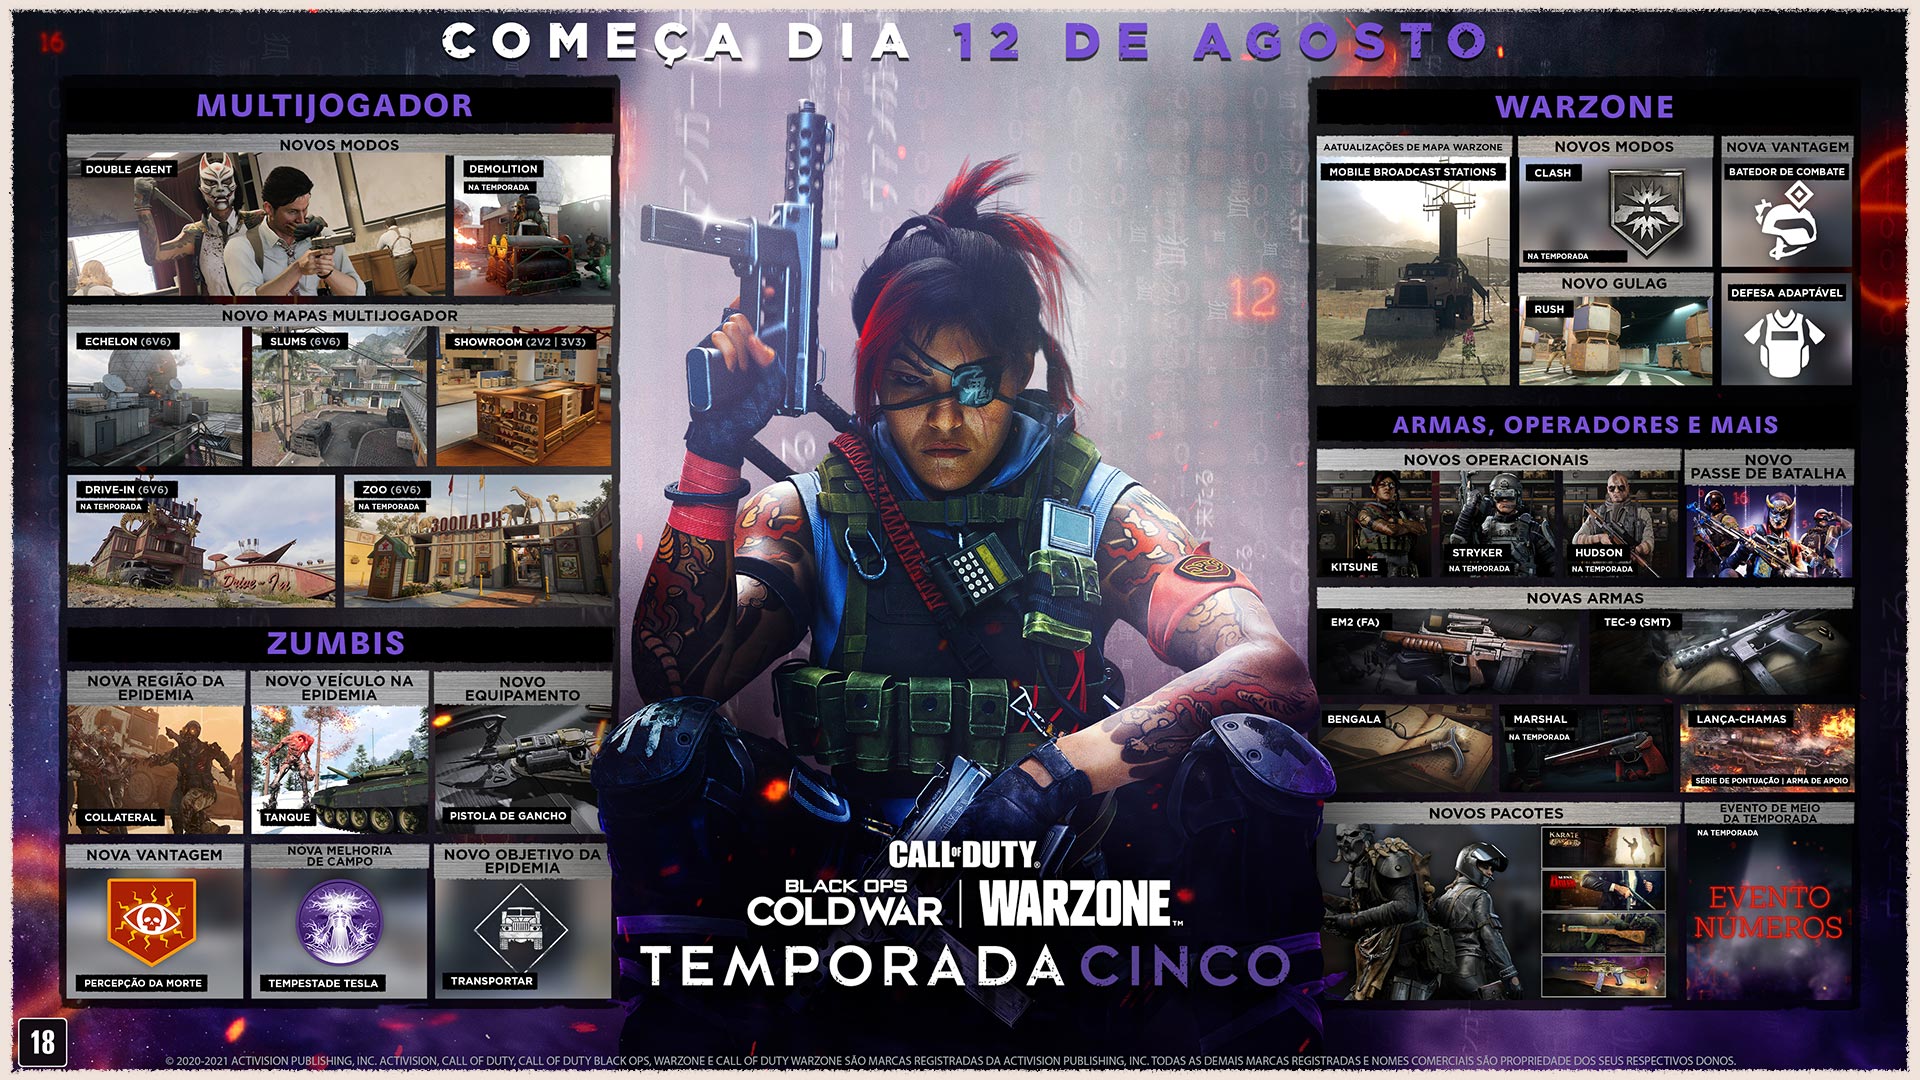 COMEÇA DIA 12 DE AGOSTO
MULTIJOGADOR
NOVOS MODOS
DOUBLE AGENT
DEMOLITION
NA TEMPORADA
NOVO MAPAS MULTIJOGADOR
ECHELON (6V6)
SLUMS (6V6)
SHOWROOM (2V2 | 3V3)
DRIVE-IN (6V6)
NA TEMPORADA
Drive-In
ZOO (6V6)
NA TEMPORADA
ЗООПАРК
ZUMBIS
NOVA REGIÃO DA
EPIDEMIA
COLLATERAL
NOVO VEÍCULO NA
EPIDEMIA
TANQUE
NOVO
EQUIPAMENTO
PISTOLA DE GANCHO
NOVA VANTAGEM
PERCEPÇÃO DA MORTE
NOVA MELHORIA
DE CAMPO
TEMPESTADE TESLA
NOVO OBJETIVO DA
EPIDEMIA
TRANSPORTAR
16
12
CALL OF DUTY®
BLACK OPS
COLD WAR | WARZONE™
TEMPORADA CINCO
WARZONE
AATUALIZAÇÕES DE MAPA WARZONE
MOBILE BROADCAST STATIONS
NOVOS MODOS
CLASH
NA TEMPORADA
NOVO GULAG
RUSH
NOVA VANTAGEM
BATEDOR DE COMBATE
DEFESA ADAPTÁVEL
ARMAS, OPERADORES E MAIS
NOVOS OPERACIONAIS
KITSUNE
STRYKER
NA TEMPORADA
HUDSON
NA TEMPORADA
NOVO
PASSE DE BATALHA
16
NOVAS ARMAS
EM2 (FA)
TEC-9 (SMT)
BENGALA
MARSHAL
NA TEMPORADA
LANÇA-CHAMAS
SÉRIE DE PONTUAÇÃO | ARMA DE APOIO
NOVOS PACOTES
KARATE
EVENTO DE MEIO
DA TEMPORADA
NA TEMPORADA
EVENTO
NÚMEROS
18
© 2020-2021 ACTIVISION PUBLISHING, INC. ACTIVISION, CALL OF DUTY, CALL OF DUTY BLACK OPS, WARZONE E CALL OF DUTY WARZONE SÃO MARCAS REGISTRADAS DA ACTIVISION PUBLISHING, INC. TODAS AS DEMAIS MARCAS REGISTRADAS E NOMES COMERCIAIS SÃO PROPRIEDADE DOS SEUS RESPECTIVOS DONOS.